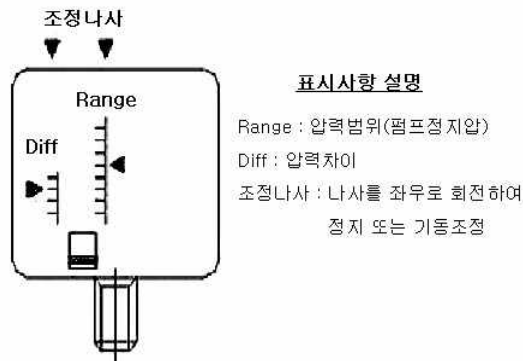 조정나사
Range
Diff
표시사항 설명
Range : 압력범위(펌프정지압)
Diff : 압력차이
조정나사 : 나사를 좌우로 회전하여
정지 또는 기동조정